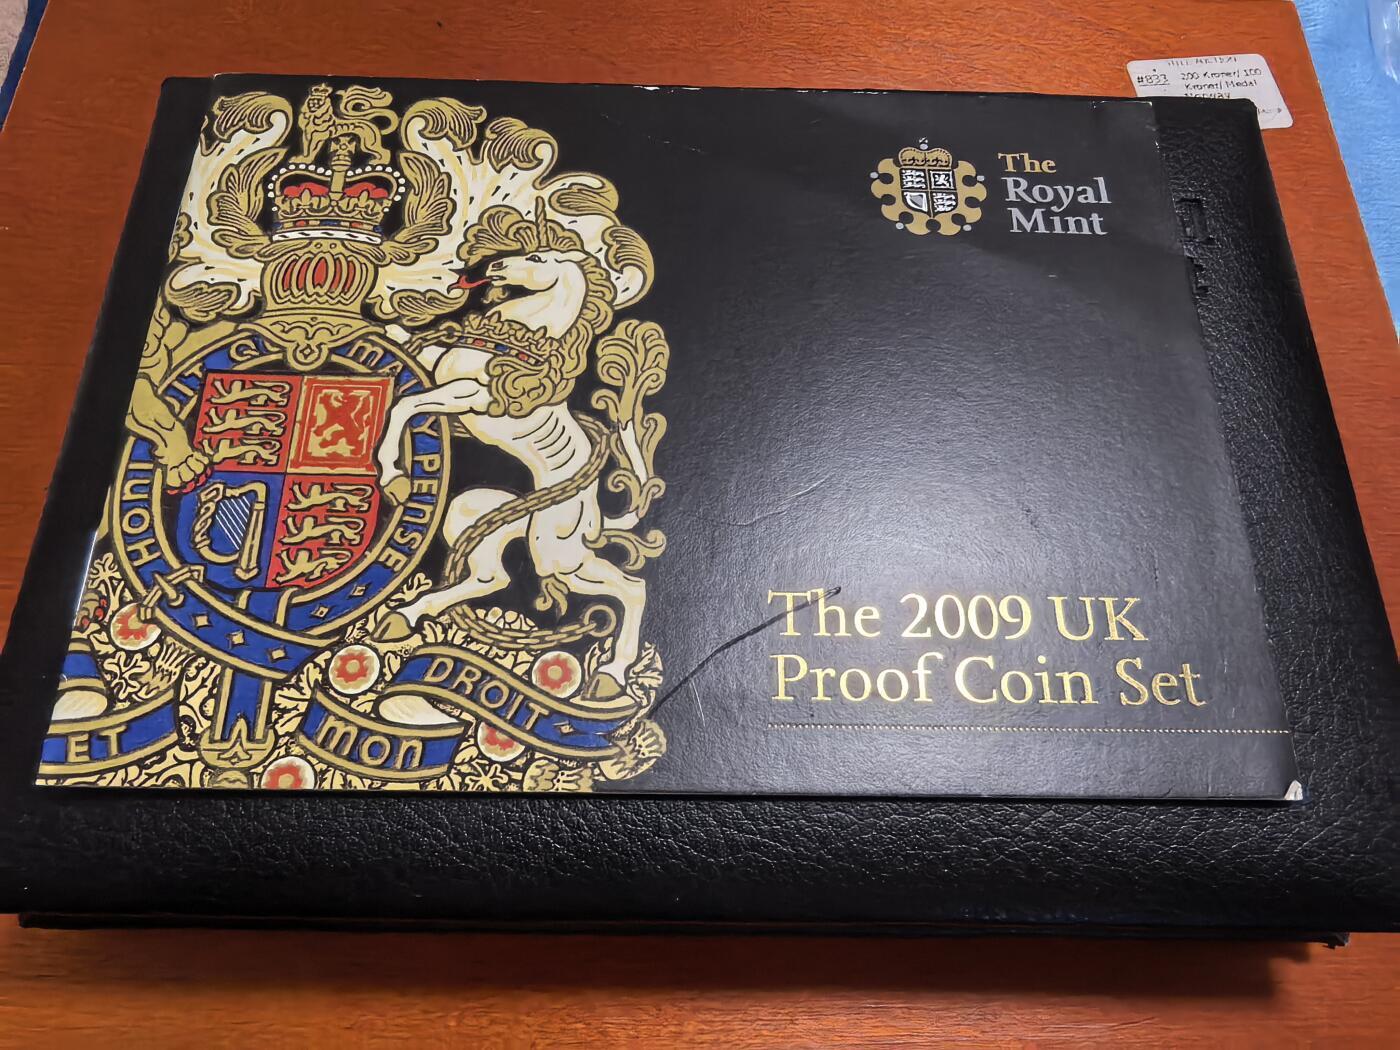 #833 200 Kroner/100
Kroner/Medal
Norway
The
Royal
Mint
HONI
Q
MAL Y PENSE
ET
mon
DROIT
The 2009 UK
Proof Coin Set